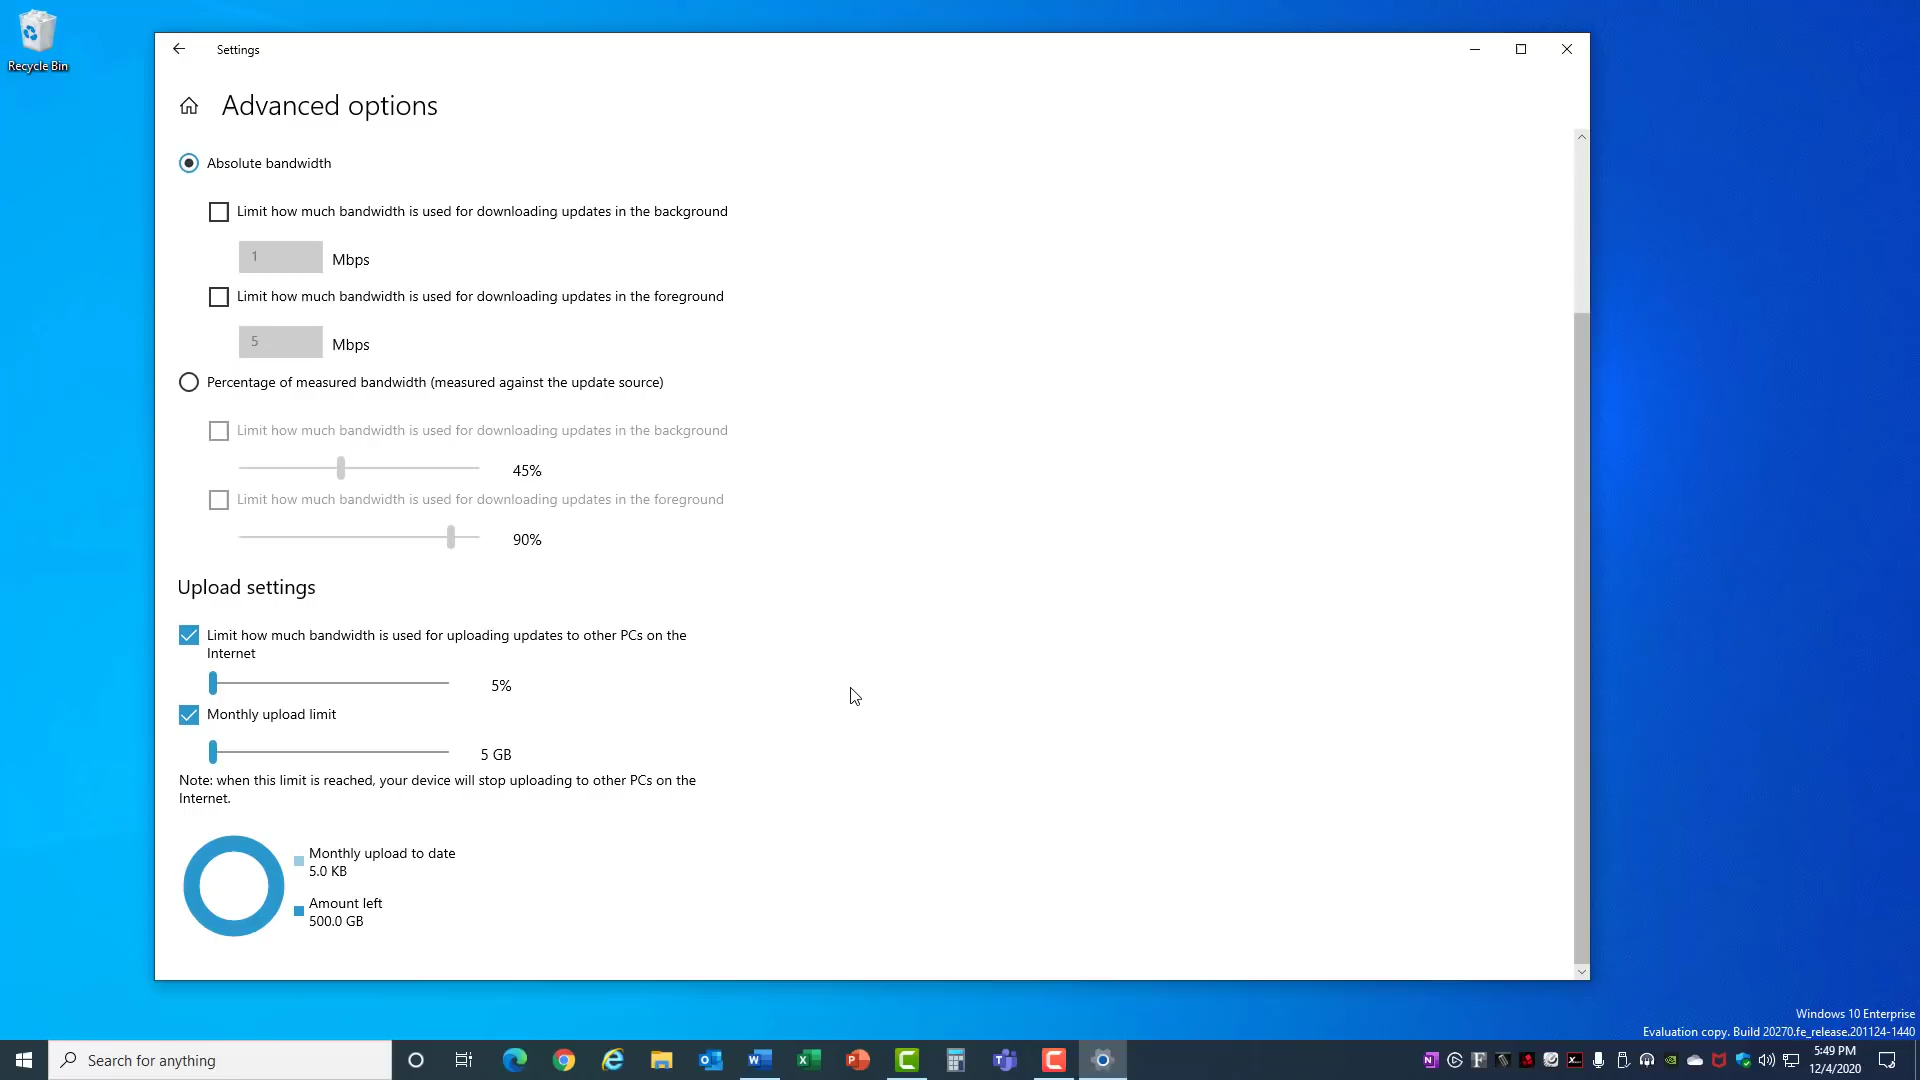 Recycle Bin
Settings
Advanced options
Absolute bandwidth
Limit how much bandwidth is used for downloading updates in the background
1
Mbps
Limit how much bandwidth is used for downloading updates in the foreground
5
Mbps
Percentage of measured bandwidth (measured against the update source)
Limit how much bandwidth is used for downloading updates in the background
45%
Limit how much bandwidth is used for downloading updates in the foreground
90%
Upload settings
Limit how much bandwidth is used for uploading updates to other PCs on the
Internet
5%
Monthly upload limit
5 GB
Note: when this limit is reached, your device will stop uploading to other PCs on the
Internet.
Monthly upload to date
5.0 KB
Amount left
500.0 GB
Windows 10 Enterprise
Evaluation copy. Build 20270.fe_release.201124-1440
Search for anything
5:49 PM
12/4/2020